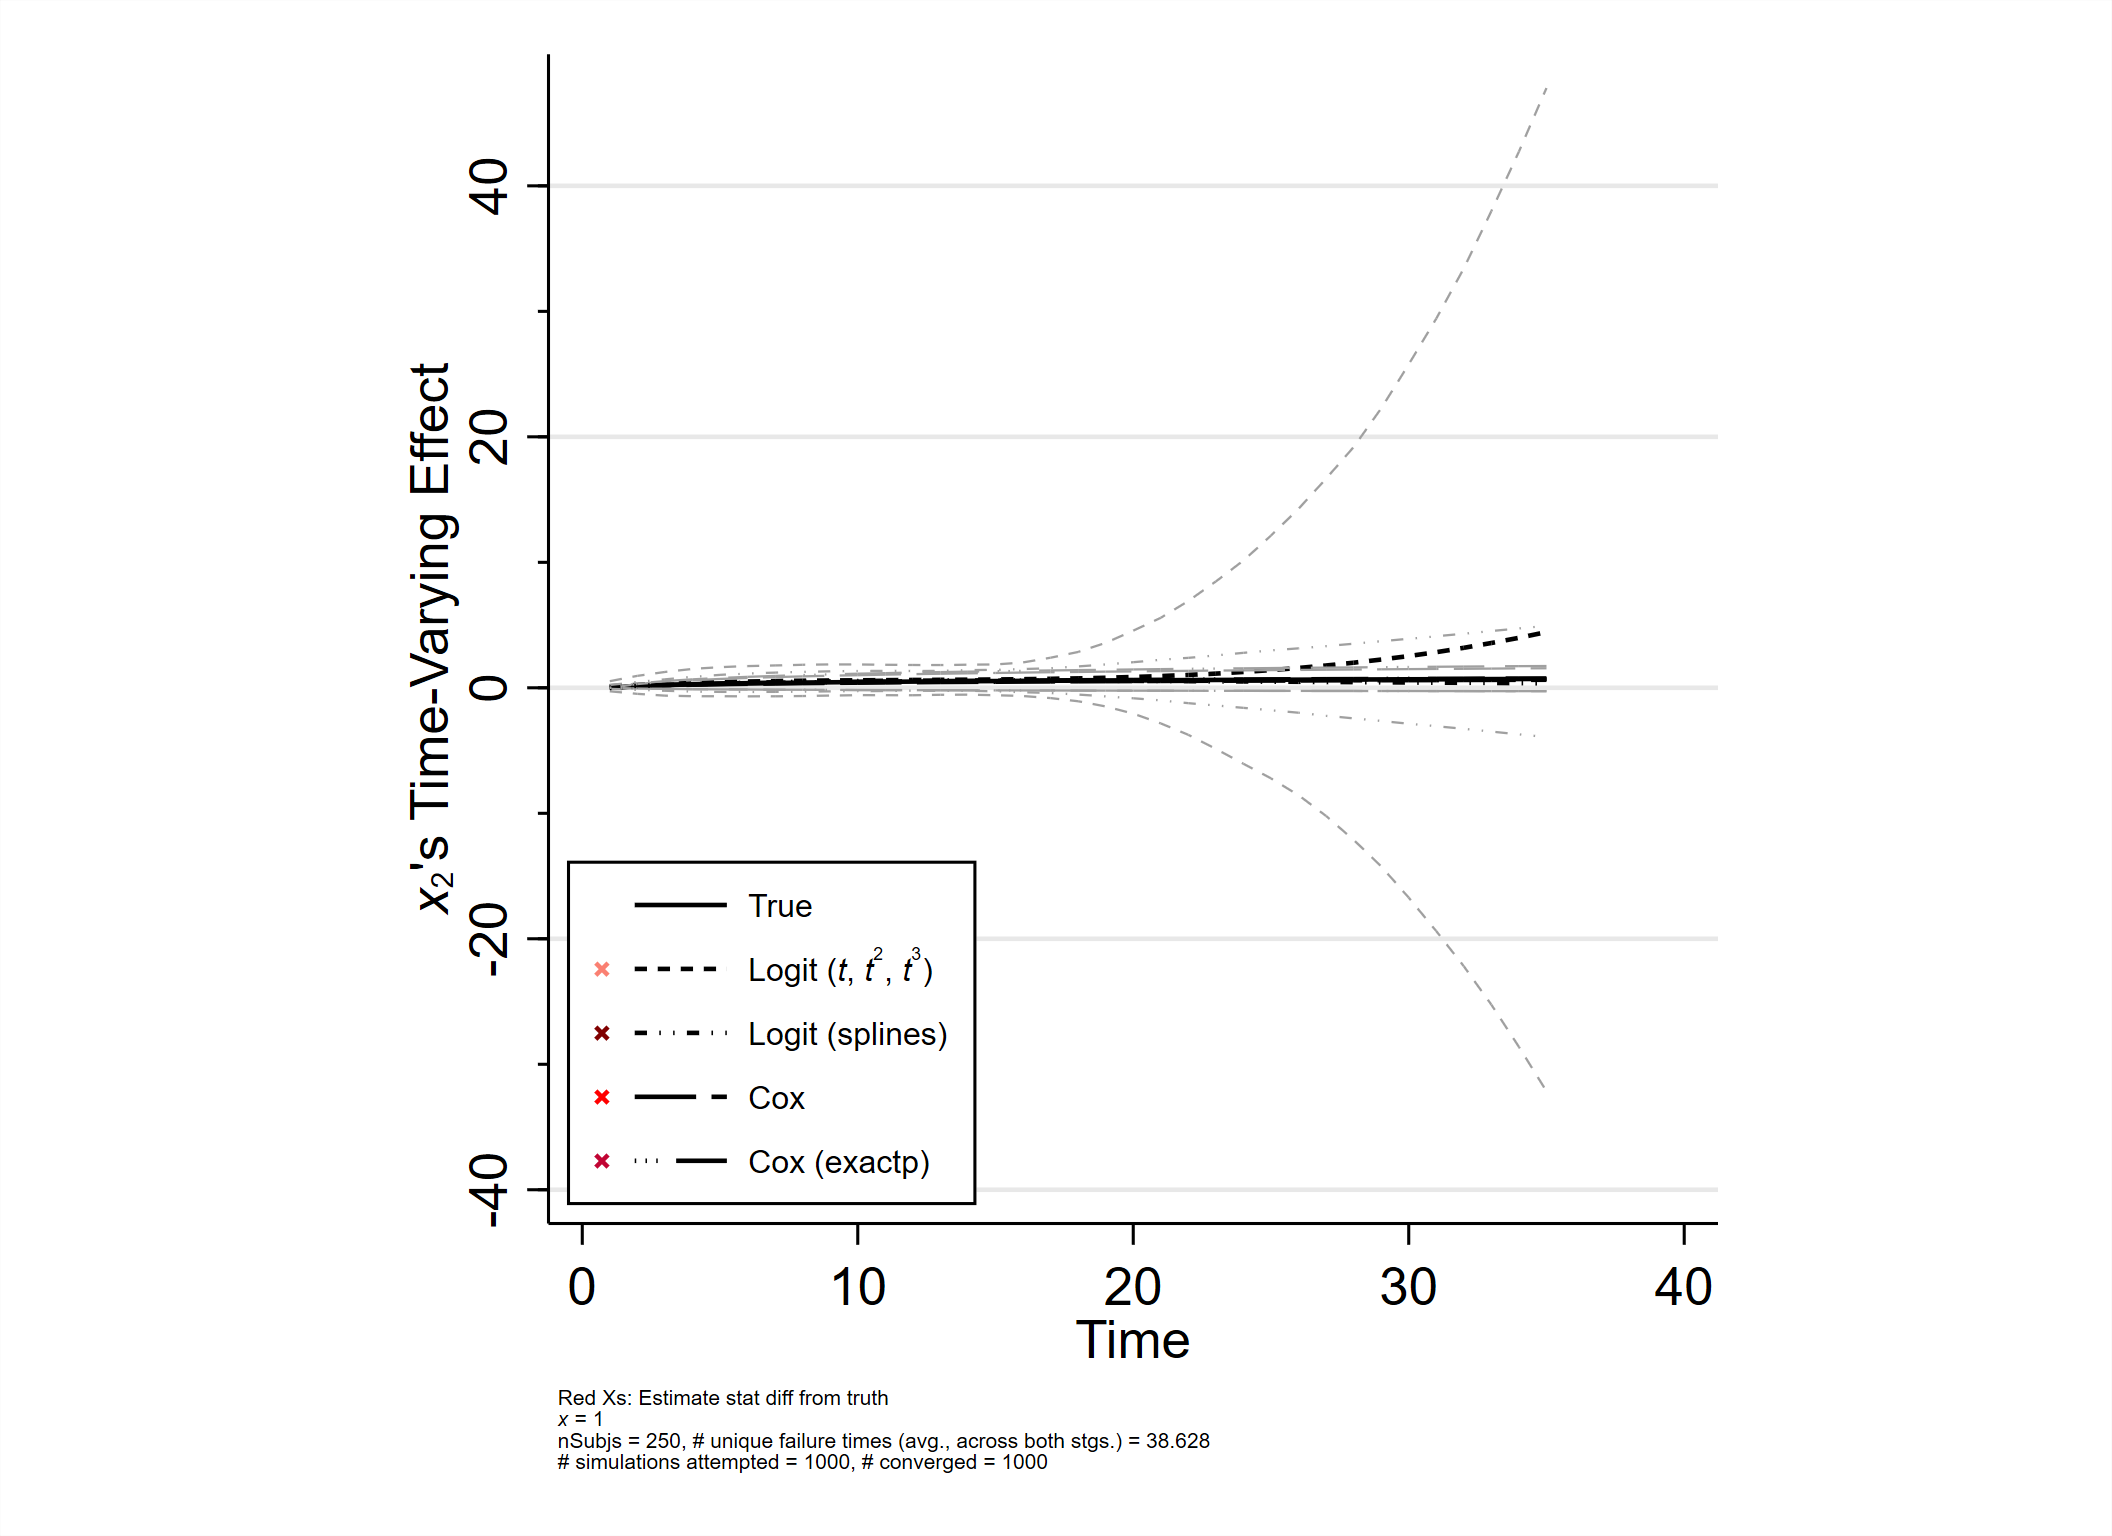 x₂'s Time-Varying Effect
40
20
0
-20
-40
True
Logit (t, t², t³)
Logit (splines)
Cox
Cox (exactp)
0 10 20 30 40
Time
Red Xs: Estimate stat diff from truth
x = 1
nSubjs = 250, # unique failure times (avg., across both stgs.) = 38.628
# simulations attempted = 1000, # converged = 1000